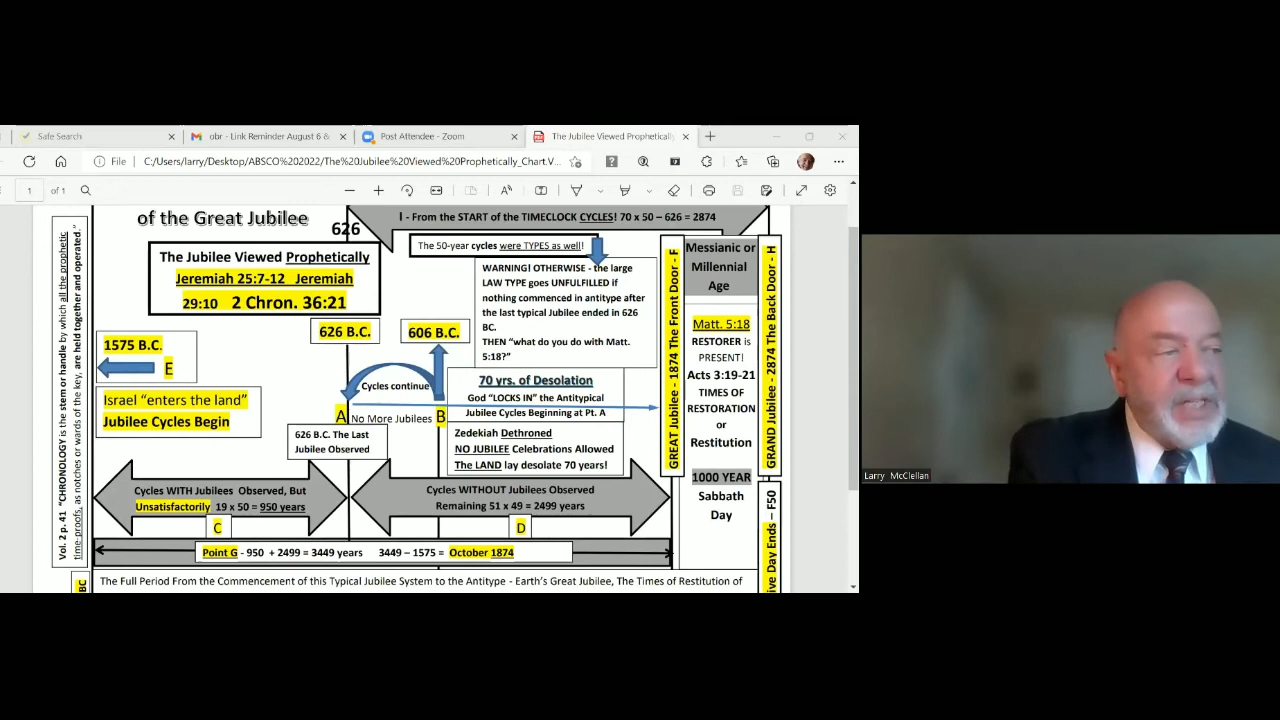 Safe Search
obr - Link Reminder August 6 &
Post Attendee - Zoom
The Jubilee Viewed Prophetically
File
C:/Users/larry/Desktop/ABSCO%202022/The%20Jubilee%20Viewed%20Prophetically_Chart.V...
1
of 1
of the Great Jubilee
626
I - From the START of the TIMECLOCK CYCLES! 70 x 50 – 626 = 2874
The 50-year cycles were TYPES as well!
The Jubilee Viewed Prophetically
Jeremiah 25:7-12 Jeremiah
29:10 2 Chron. 36:21
WARNING! OTHERWISE - the large
LAW TYPE goes UNFULFILLED if
nothing commenced in antitype after
the last typical Jubilee ended in 626
BC.
THEN “what do you do with Matt.
5:18?”
626 B.C.
606 B.C.
1575 B.C.
E
Israel “enters the land”
Jubilee Cycles Begin
Cycles continue
A
No More Jubilees
B
626 B.C. The Last
Jubilee Observed
70 yrs. of Desolation
God “LOCKS IN” the Antitypical
Jubilee Cycles Beginning at Pt. A
Zedekiah Dethroned
NO JUBILEE Celebrations Allowed
The LAND lay desolate 70 years!
Cycles WITH Jubilees Observed, But
Unsatisfactorily 19 x 50 = 950 years
C
Cycles WITHOUT Jubilees Observed
Remaining 51 x 49 = 2499 years
D
Point G - 950 + 2499 = 3449 years 3449 – 1575 = October 1874
The Full Period From the Commencement of this Typical Jubilee System to the Antitype - Earth’s Great Jubilee, The Times of Restitution of
Vol. 2 p. 41 “CHRONOLOGY is the stem or handle by which all the prophetic
time-proofs, as notches or wards of the key, are held together and operated.”
BC
GREAT Jubilee - 1874 The Front Door - F
Messianic or
Millennial
Age
Matt. 5:18
RESTORER is
PRESENT!
Acts 3:19-21
TIMES OF
RESTORATION
or
Restitution
1000 YEAR
Sabbath
Day
GRAND Jubilee - 2874 The Back Door - H
ive Day Ends – F50
Larry McClellan